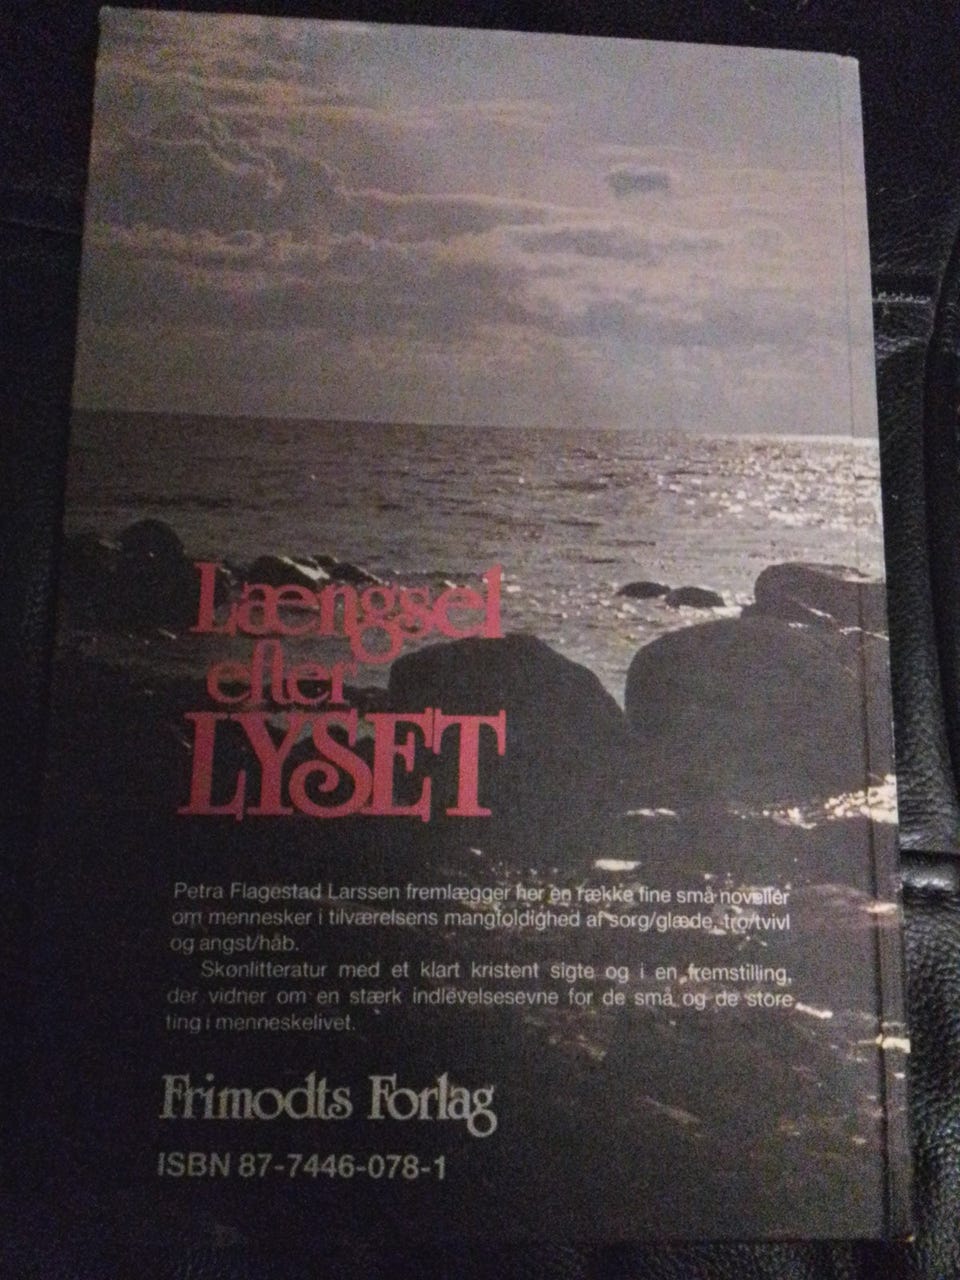 Længsel
efter
LYSET
Petra Flagestad Larssen fremlægger her en række fine små noveller
om mennesker i tilværelsens mangfoldighed af sorg/glæde, tro/tvivl
og angst/håb.
Skønlitteratur med et klart kristent sigte og i en fremstilling,
der vidner om en stærk indlevelsesevne for de små og de store
ting i menneskelivet.
Frimodts Forlag
ISBN 87-7446-078-1